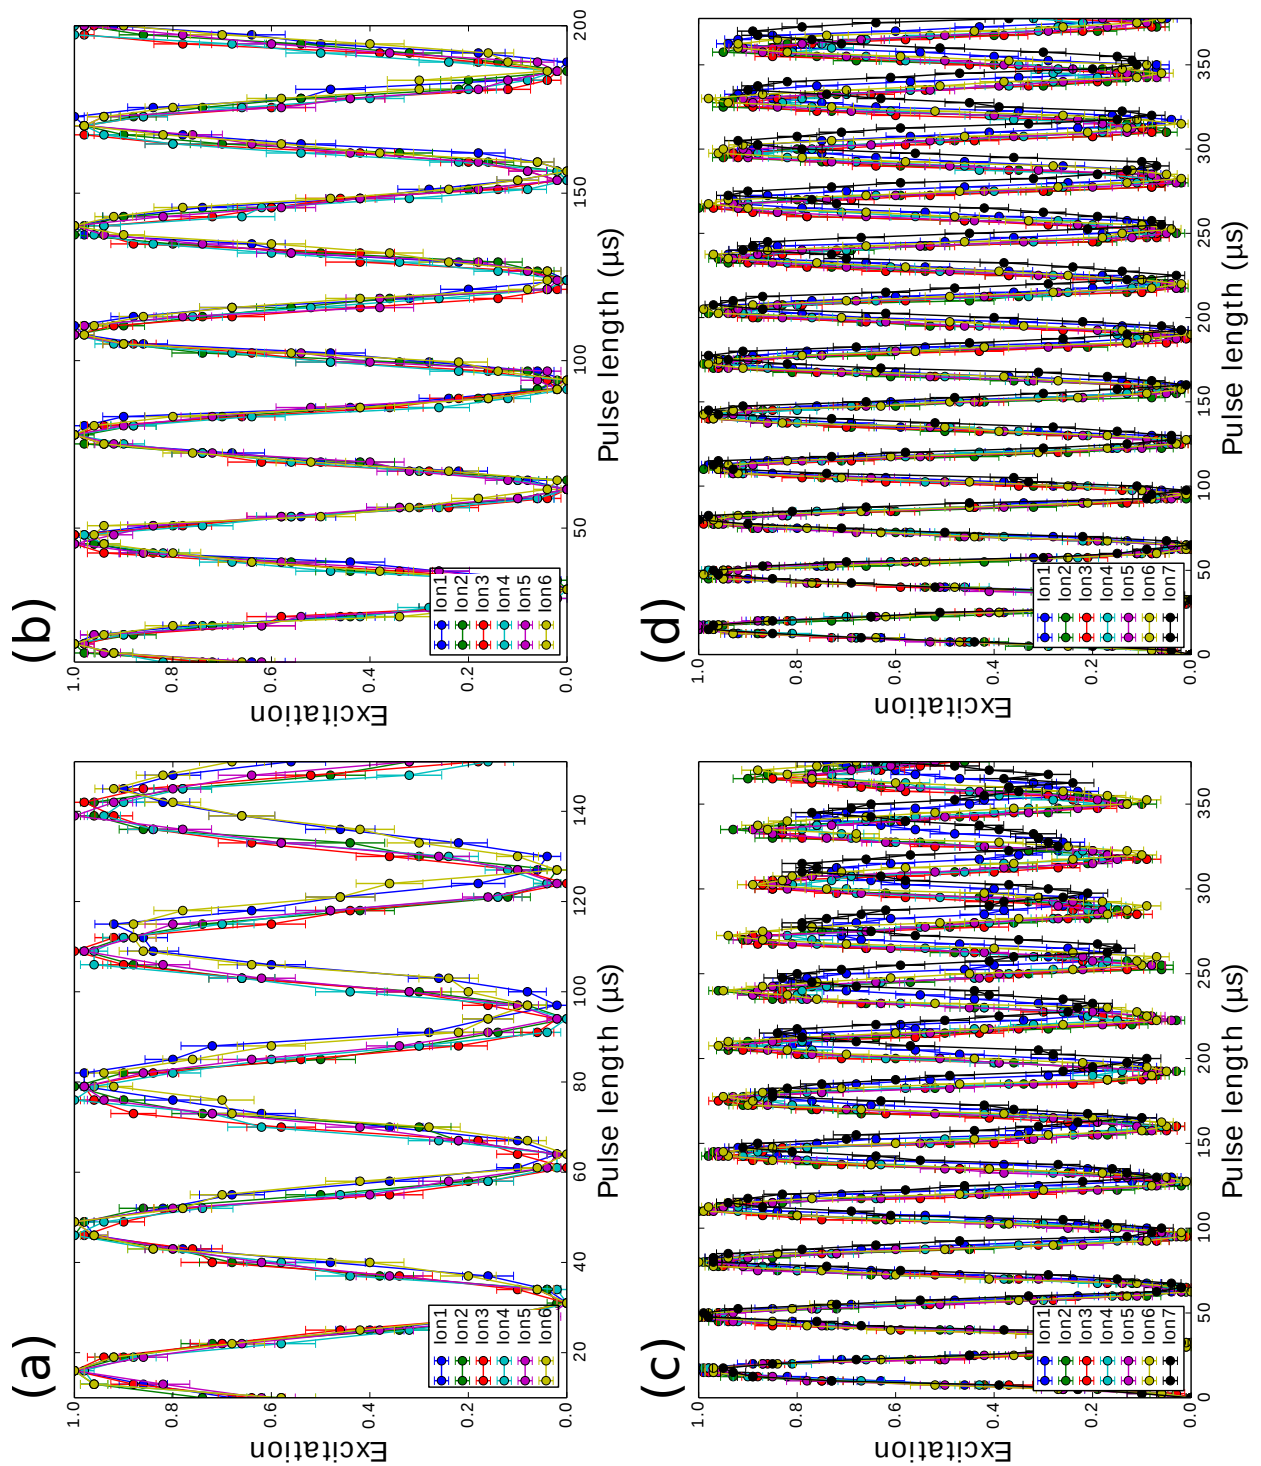 (a)
1.0
0.8
0.6
0.4
0.2
0.0
Excitation
20
40
60
80
100
120
140
Pulse length (µs)
Ion1
Ion2
Ion3
Ion4
Ion5
Ion6
(b)
1.0
0.8
0.6
0.4
0.2
0.0
Excitation
50
100
150
200
Pulse length (µs)
Ion1
Ion2
Ion3
Ion4
Ion5
Ion6
(c)
1.0
0.8
0.6
0.4
0.2
0.0
Excitation
0
50
100
150
200
250
300
350
Pulse length (µs)
Ion1
Ion2
Ion3
Ion4
Ion5
Ion6
Ion7
(d)
1.0
0.8
0.6
0.4
0.2
0.0
Excitation
0
50
100
150
200
250
300
350
Pulse length (µs)
Ion1
Ion2
Ion3
Ion4
Ion5
Ion6
Ion7